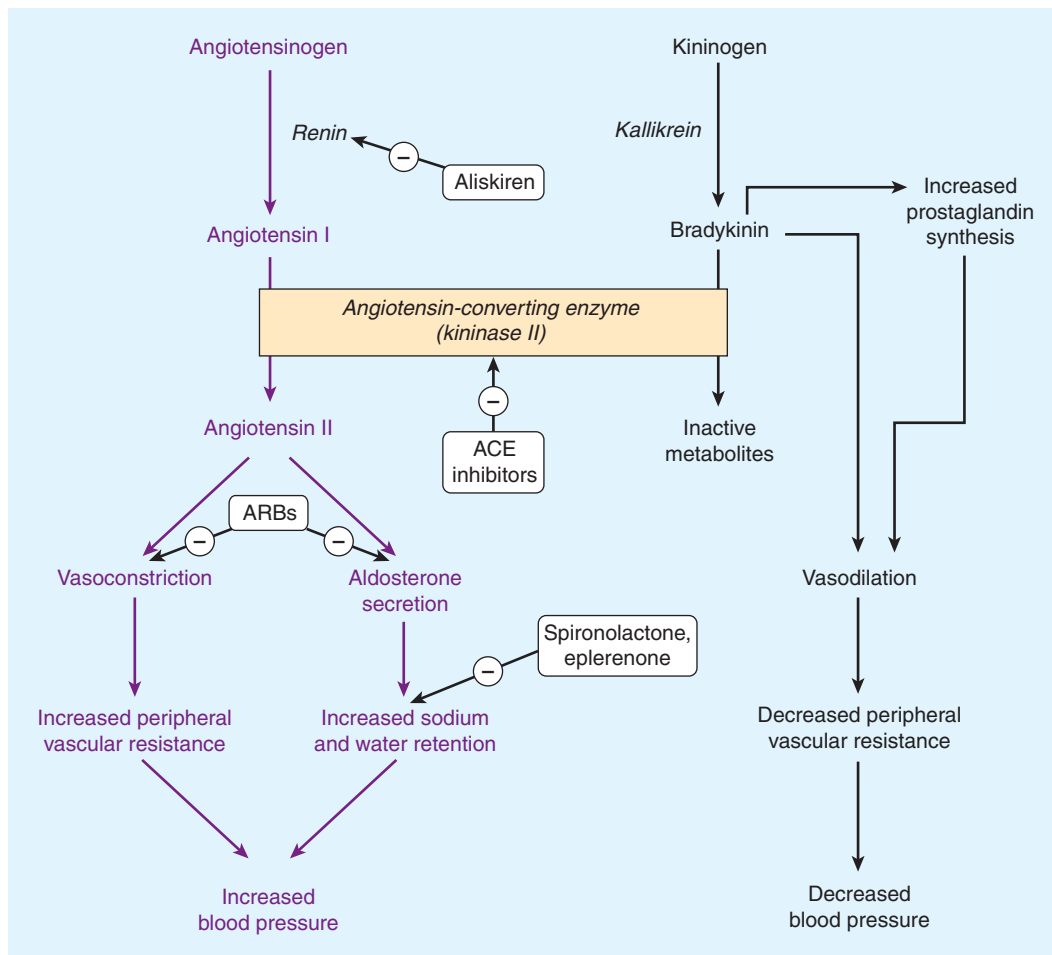 Angiotensinogen
Kininogen
Renin
−
Aliskiren
Kallikrein
Increased
prostaglandin
synthesis
Angiotensin I
Bradykinin
Angiotensin-converting enzyme
(kininase II)
−
ACE
inhibitors
Angiotensin II
Inactive
metabolites
ARBs
−
−
Vasoconstriction
Aldosterone
secretion
Vasodilation
Spironolactone,
eplerenone
−
Increased peripheral
vascular resistance
Increased sodium
and water retention
Decreased peripheral
vascular resistance
Increased
blood pressure
Decreased
blood pressure